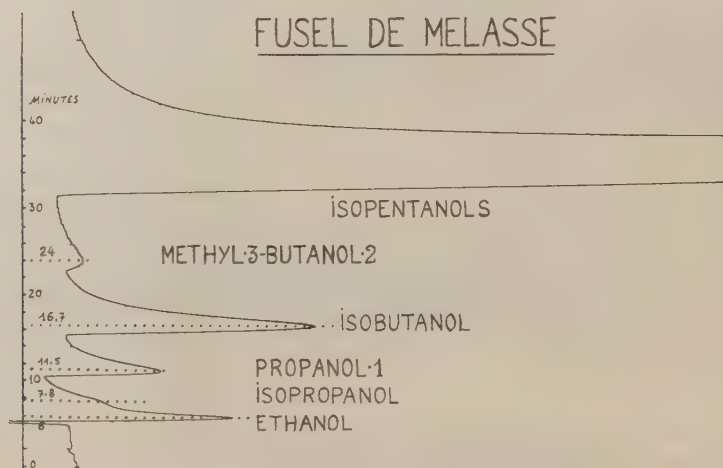 FUSEL DE MELASSE
MINUTES
40
30
ISOPENTANOLS
24
METHYL·3-BUTANOL·2
20
16.7
ISOBUTANOL
11.5
PROPANOL·1
10
7.8
ISOPROPANOL
6
ETHANOL
0